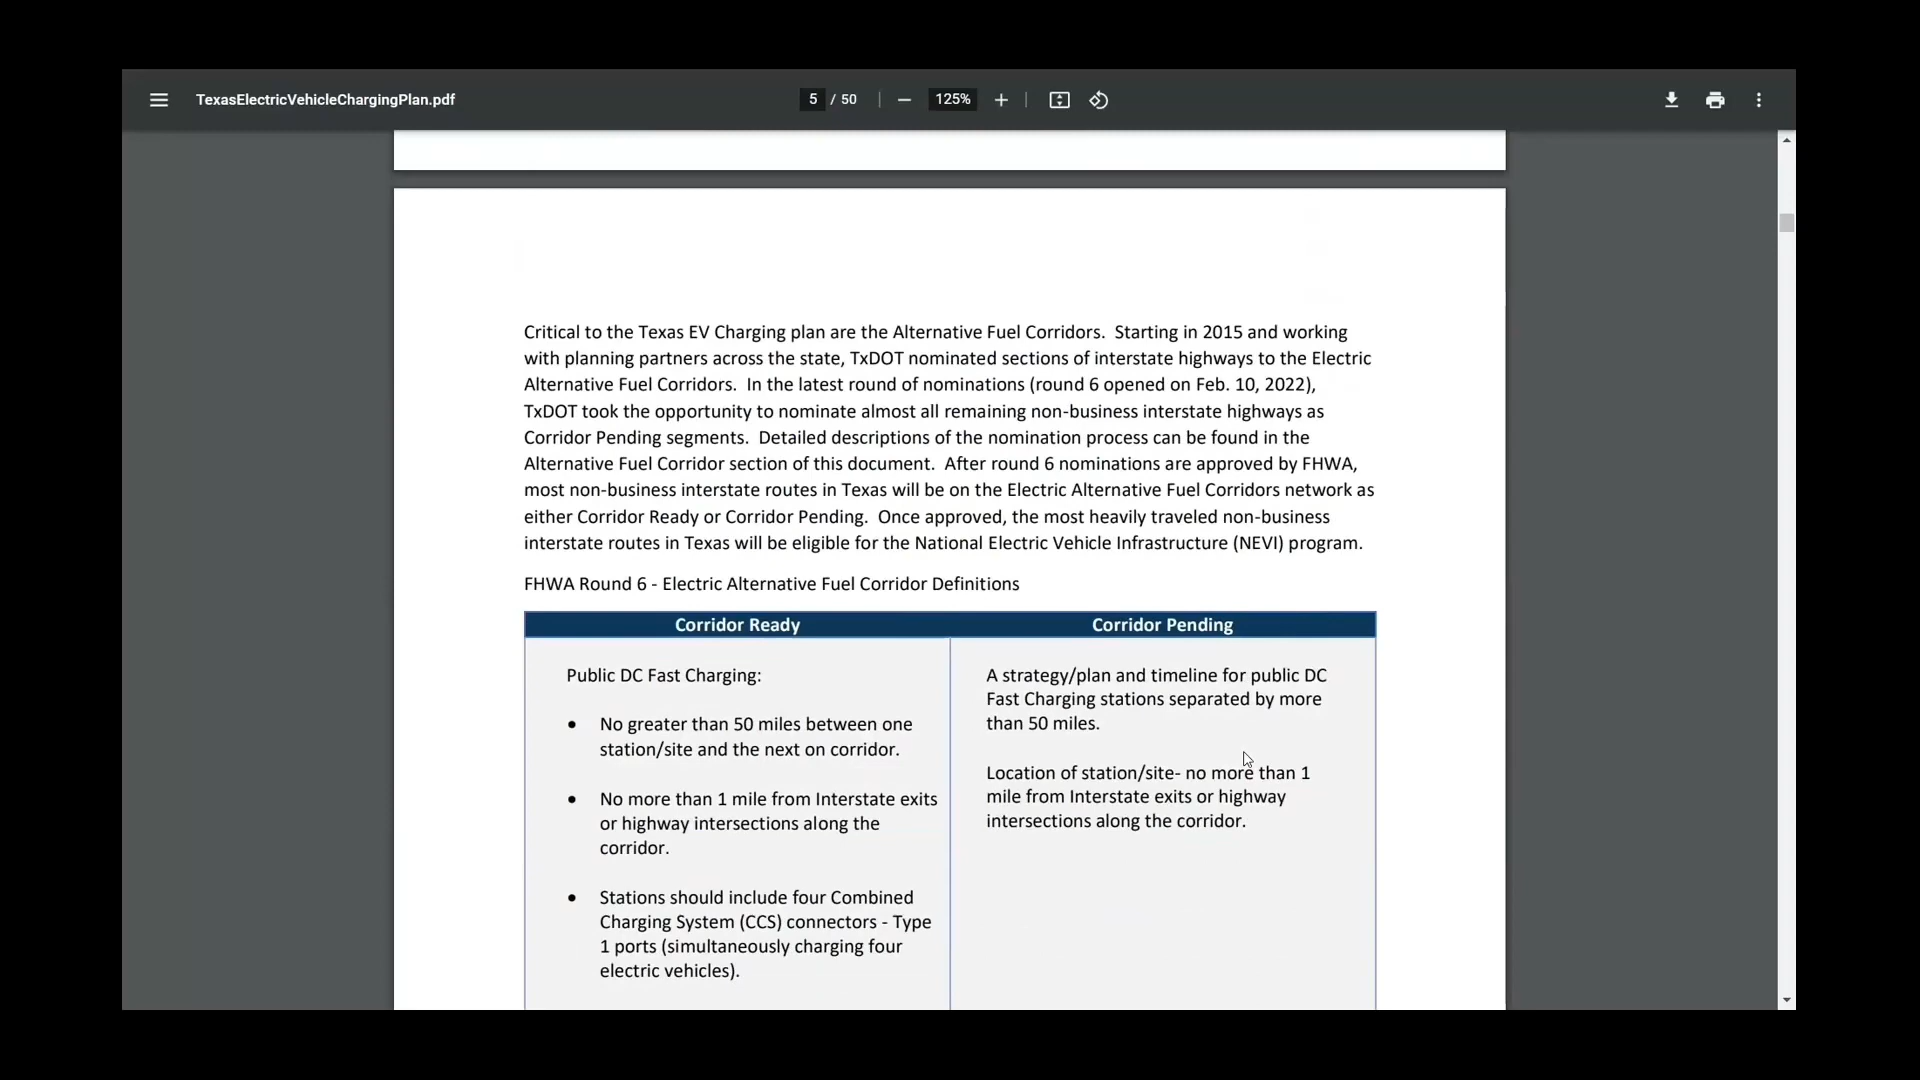 TexasElectricVehicleChargingPlan.pdf
5 / 50
125%
Critical to the Texas EV Charging plan are the Alternative Fuel Corridors.  Starting in 2015 and working
with planning partners across the state, TxDOT nominated sections of interstate highways to the Electric
Alternative Fuel Corridors.  In the latest round of nominations (round 6 opened on Feb. 10, 2022),
TxDOT took the opportunity to nominate almost all remaining non-business interstate highways as
Corridor Pending segments.  Detailed descriptions of the nomination process can be found in the
Alternative Fuel Corridor section of this document.  After round 6 nominations are approved by FHWA,
most non-business interstate routes in Texas will be on the Electric Alternative Fuel Corridors network as
either Corridor Ready or Corridor Pending.  Once approved, the most heavily traveled non-business
interstate routes in Texas will be eligible for the National Electric Vehicle Infrastructure (NEVI) program.
FHWA Round 6 - Electric Alternative Fuel Corridor Definitions
Corridor Ready
Public DC Fast Charging:
• No greater than 50 miles between one
station/site and the next on corridor.
• No more than 1 mile from Interstate exits
or highway intersections along the
corridor.
• Stations should include four Combined
Charging System (CCS) connectors - Type
1 ports (simultaneously charging four
electric vehicles).
Corridor Pending
A strategy/plan and timeline for public DC
Fast Charging stations separated by more
than 50 miles.
Location of station/site- no more than 1
mile from Interstate exits or highway
intersections along the corridor.